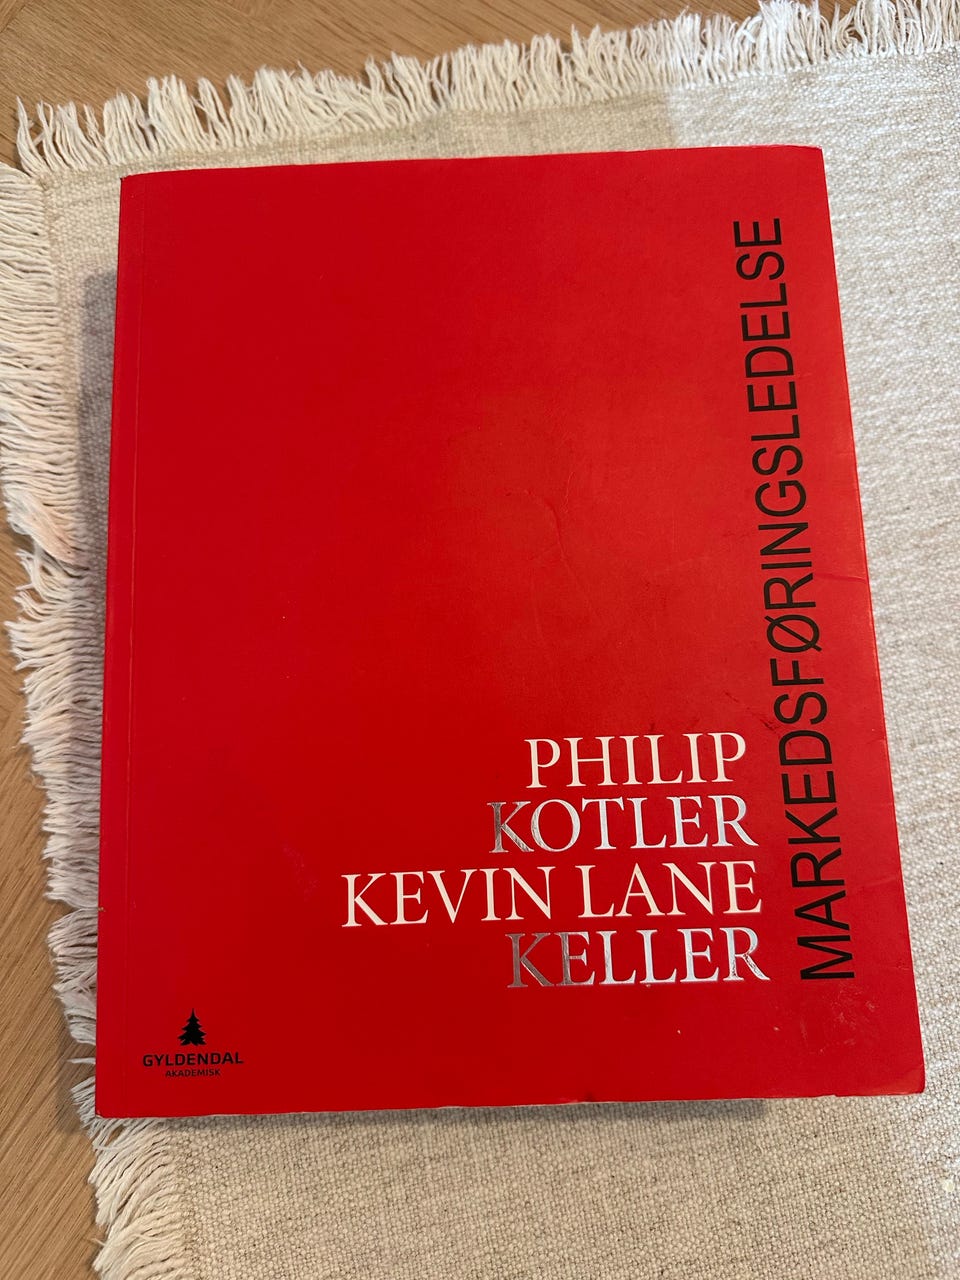 MARKEDSFØRINGSLEDELSE
PHILIP
KOTLER
KEVIN LANE
KELLER
GYLDENDAL
AKADEMISK